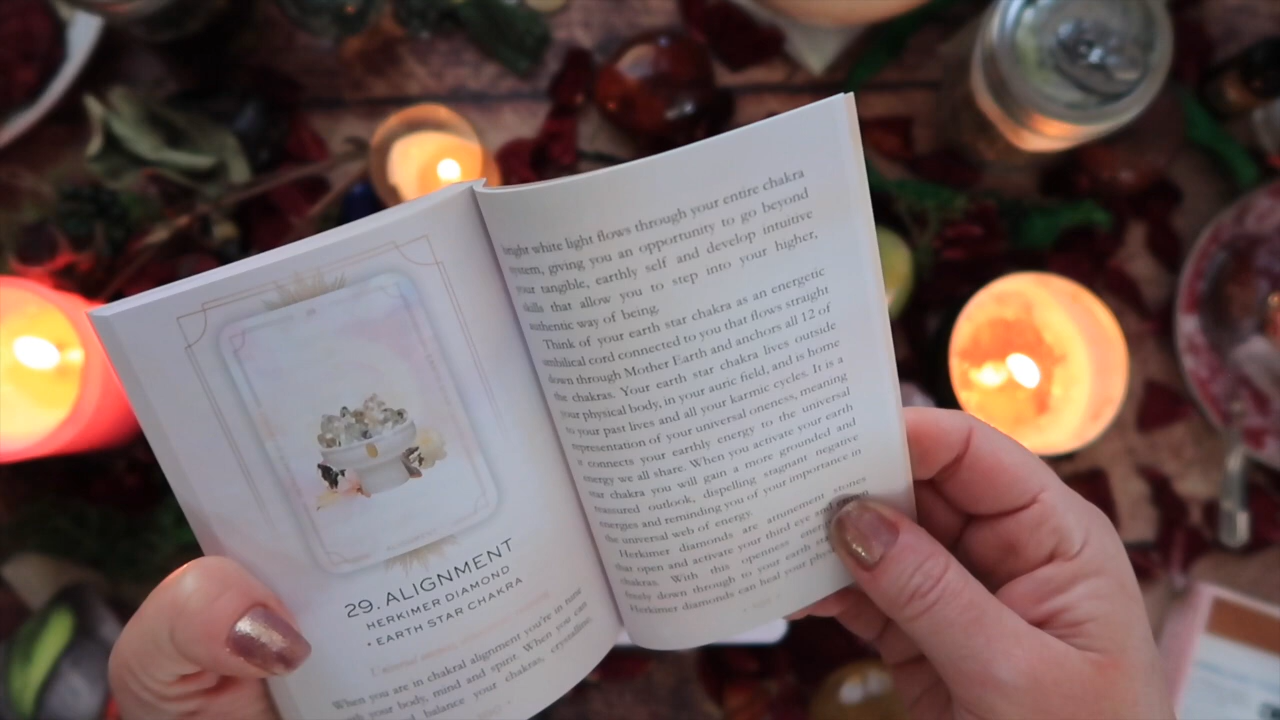 29. ALIGNMENT
HERKIMER DIAMOND
• EARTH STAR CHAKRA
When you are in chakral alignment you're in tune
your body, mind and spirit. When you can
balance your chakras, crystalline,
bright white light flows through your entire chakra
system, giving you an opportunity to go beyond
your tangible, earthly self and develop intuitive
skills that allow you to step into your higher,
authentic way of being.
Think of your earth star chakra as an energetic
umbilical cord connected to you that flows straight
down through Mother Earth and anchors all 12 of
the chakras. Your earth star chakra lives outside
your physical body, in your auric field, and is home
to your past lives and all your karmic cycles. It is a
representation of your universal oneness, meaning
it connects your earthly energy to the universal
energy we all share. When you activate your earth
star chakra you will gain a more grounded and
reassured outlook, dispelling stagnant negative
energies and reminding you of your importance in
the universal web of energy.
Herkimer diamonds are attunement stones
that open and activate your third eye and
chakras. With this openness
freely down through to your earth
Herkimer diamonds can heal your